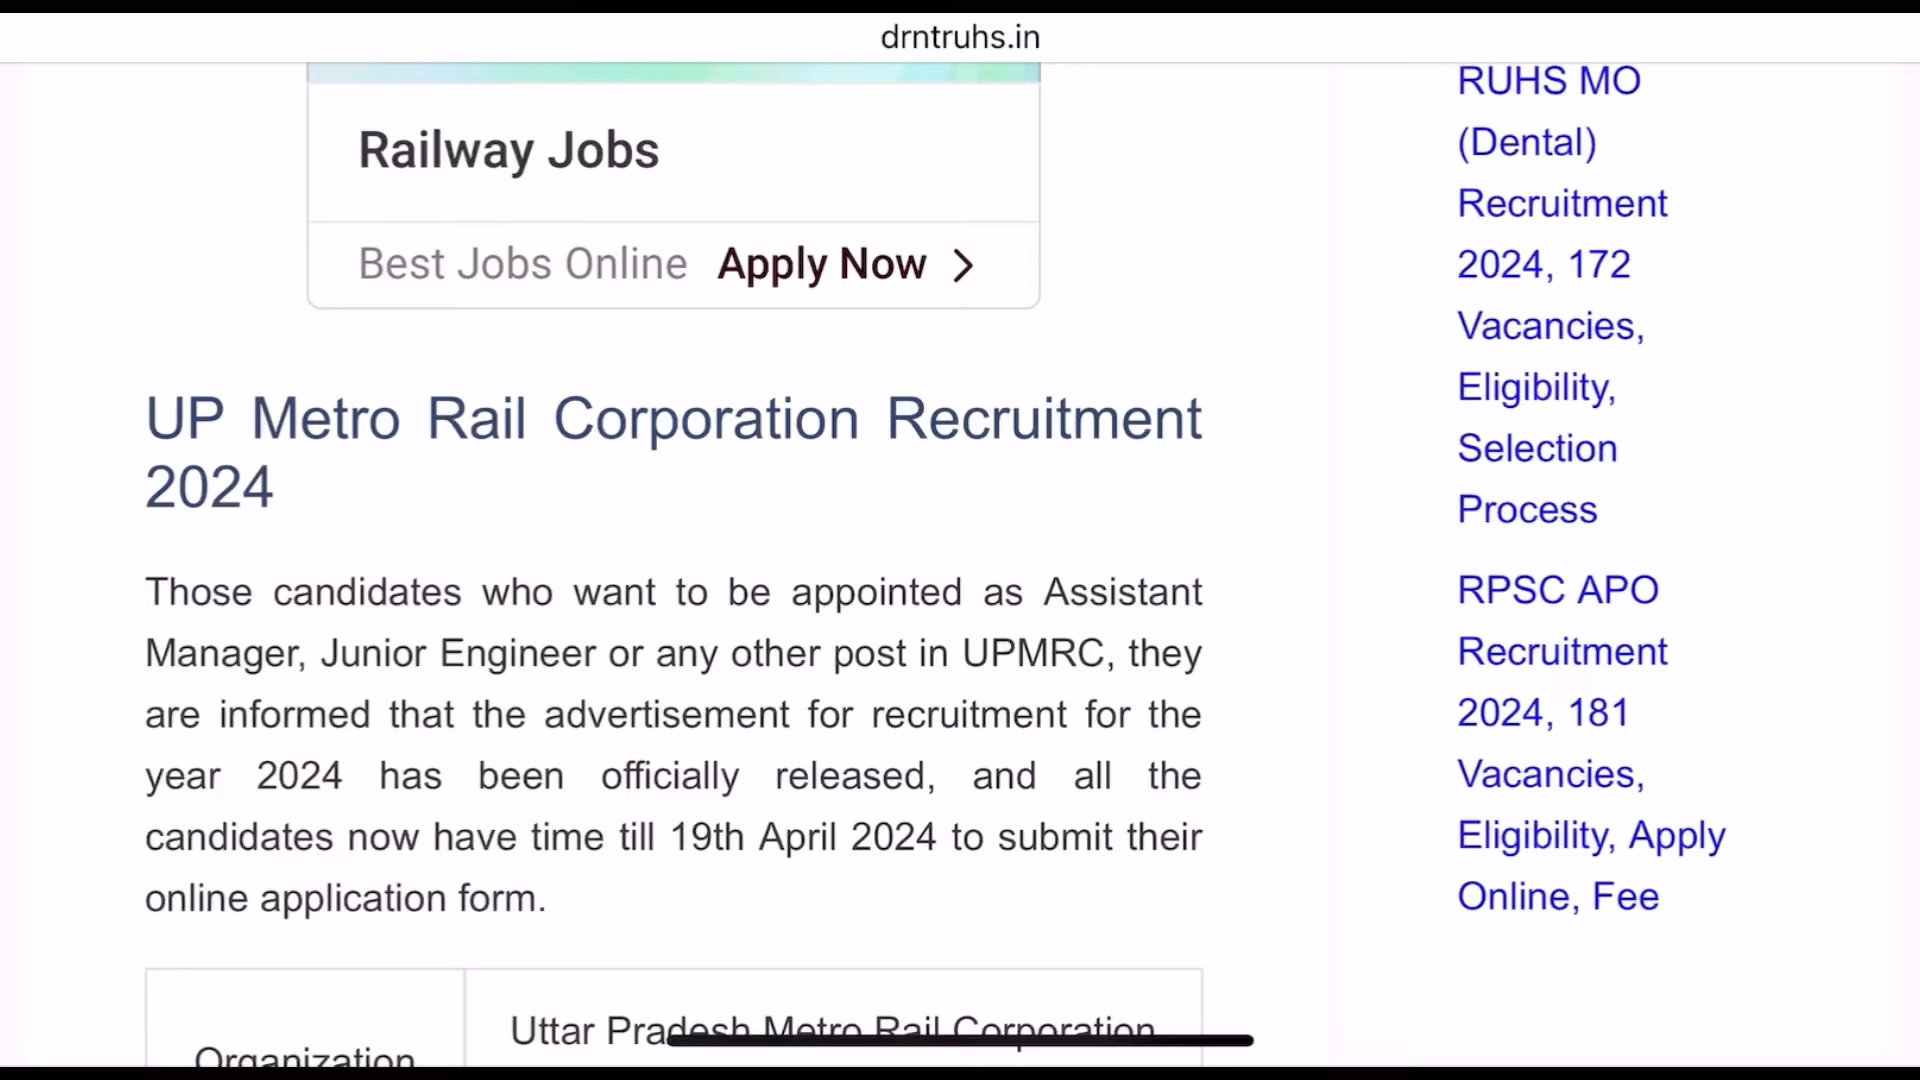 drntruhs.in
Railway Jobs
Best Jobs Online Apply Now
UP Metro Rail Corporation Recruitment
2024
Those candidates who want to be appointed as Assistant
Manager, Junior Engineer or any other post in UPMRC, they
are informed that the advertisement for recruitment for the
year 2024 has been officially released, and all the
candidates now have time till 19th April 2024 to submit their
online application form.
Organization
Uttar Pradesh Metro Rail Corporation
RUHS MO
(Dental)
Recruitment
2024, 172
Vacancies,
Eligibility,
Selection
Process
RPSC APO
Recruitment
2024, 181
Vacancies,
Eligibility, Apply
Online, Fee